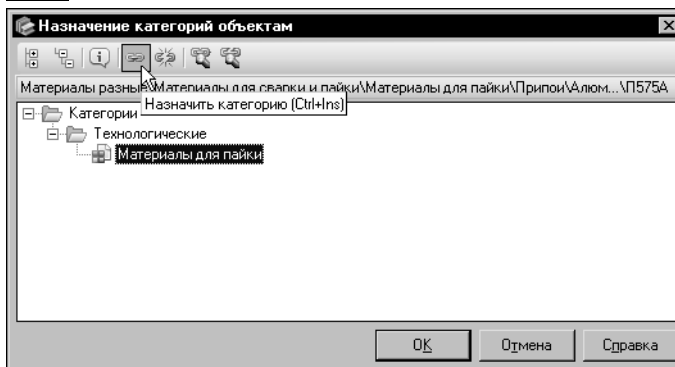 Назначение категорий объектам
Материалы разные\Материалы для сварки и пайки\Материалы для пайки\Припои\Алюм...\П575А
Назначить категорию (Ctrl+Ins)
Категории
Технологические
Материалы для пайки
OK Отмена Справка